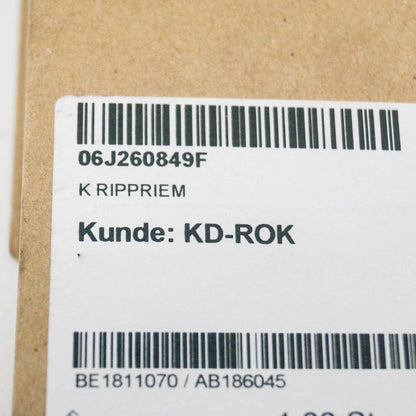 06J260849F
K RIPPRIEM
Kunde: KD-ROK
BE1811070 / AB186045